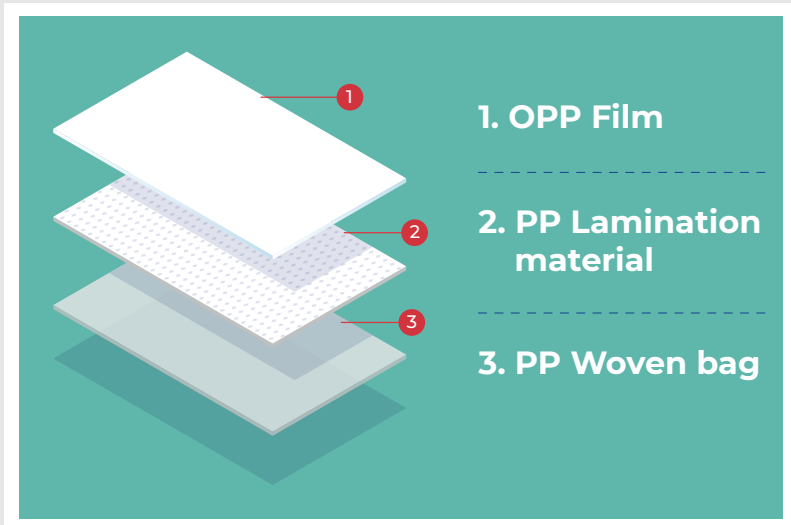 1
1. OPP Film
2
2. PP Lamination
material
3
3. PP Woven bag